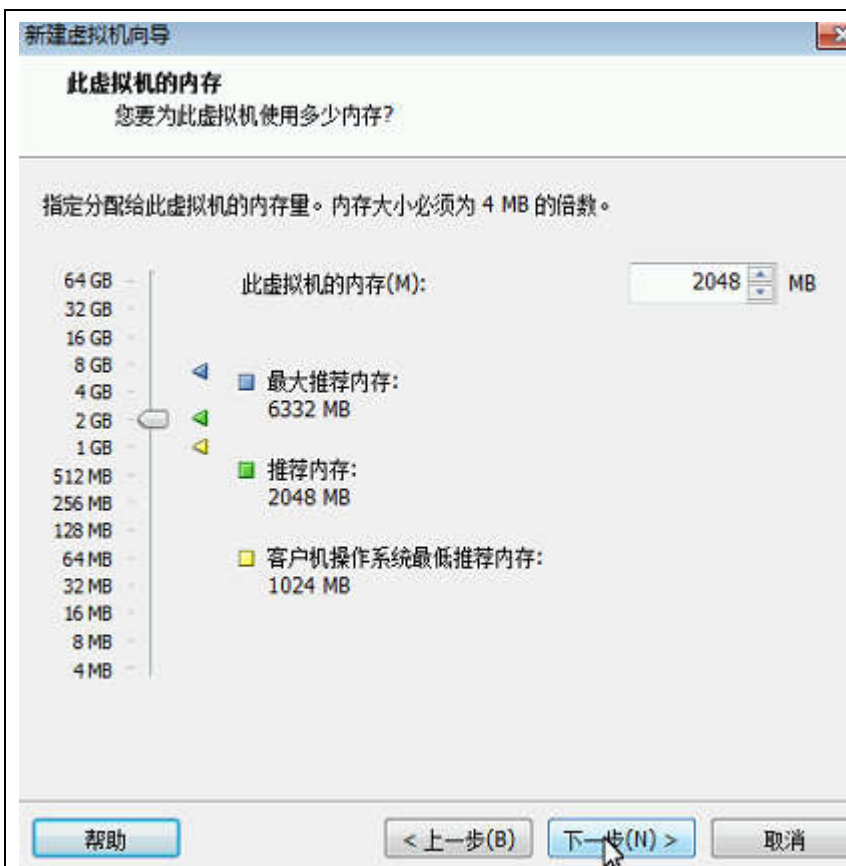 新建虚拟机向导
此虚拟机的内存
您要为此虚拟机使用多少内存?
指定分配给此虚拟机的内存量。内存大小必须为 4 MB 的倍数。
64 GB
32 GB
16 GB
8 GB
4 GB
2 GB
1 GB
512 MB
256 MB
128 MB
64 MB
32 MB
16 MB
8 MB
4 MB
此虚拟机的内存(M):
2048 MB
最大推荐内存:
6332 MB
推荐内存:
2048 MB
客户机操作系统最低推荐内存:
1024 MB
帮助
< 上一步(B)
下一步(N) >
取消